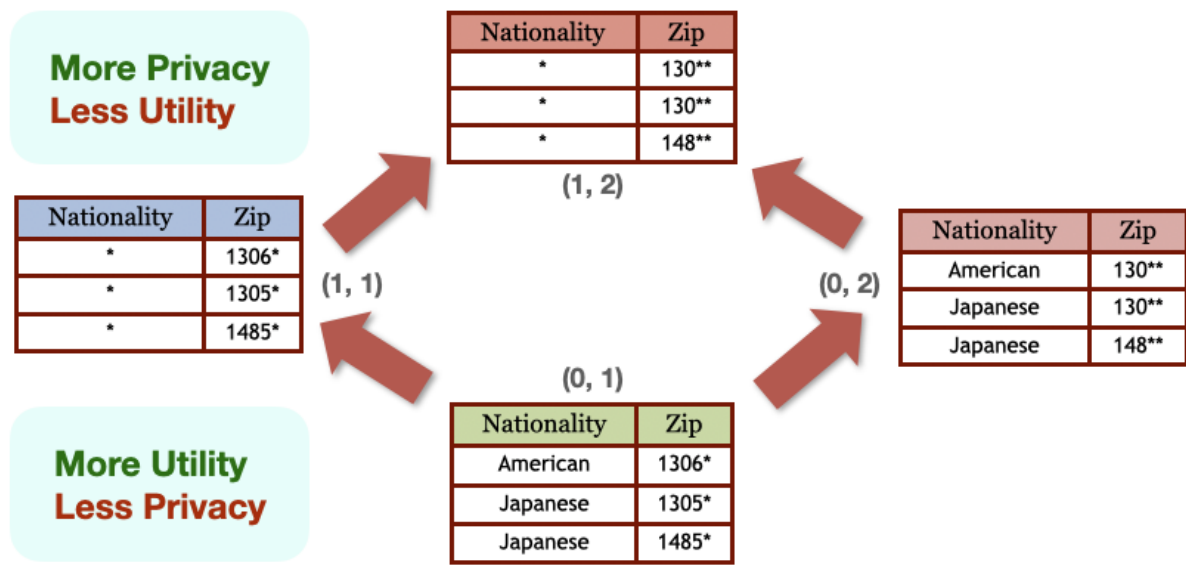 More Privacy
Less Utility
Nationality Zip
* 130**
* 130**
* 148**
(1, 2)
Nationality Zip
* 1306*
* 1305*
* 1485*
(1, 1)
(0, 2)
Nationality Zip
American 130**
Japanese 130**
Japanese 148**
(0, 1)
Nationality Zip
American 1306*
Japanese 1305*
Japanese 1485*
More Utility
Less Privacy